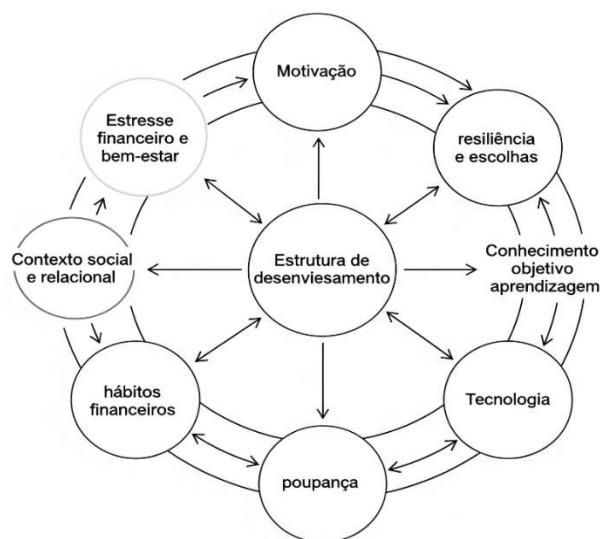 Motivação
Estresse
financeiro e
bem-estar
resiliência
e escolhas
Contexto social
e relacional
Estrutura de
desenviesamento
Conhecimento
objetivo
aprendizagem
hábitos
financeiros
Tecnologia
poupança